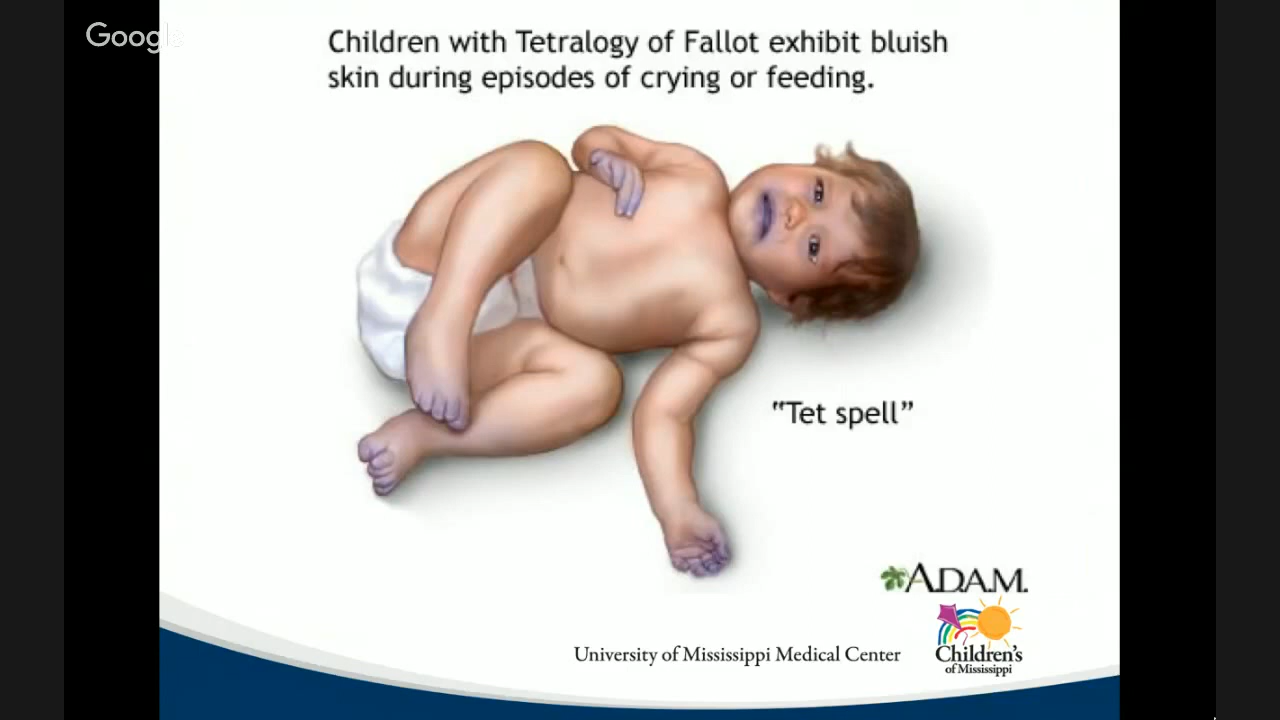 Google
Children with Tetralogy of Fallot exhibit bluish
skin during episodes of crying or feeding.
“Tet spell”
A.D.A.M.
University of Mississippi Medical Center
Children's
of Mississippi